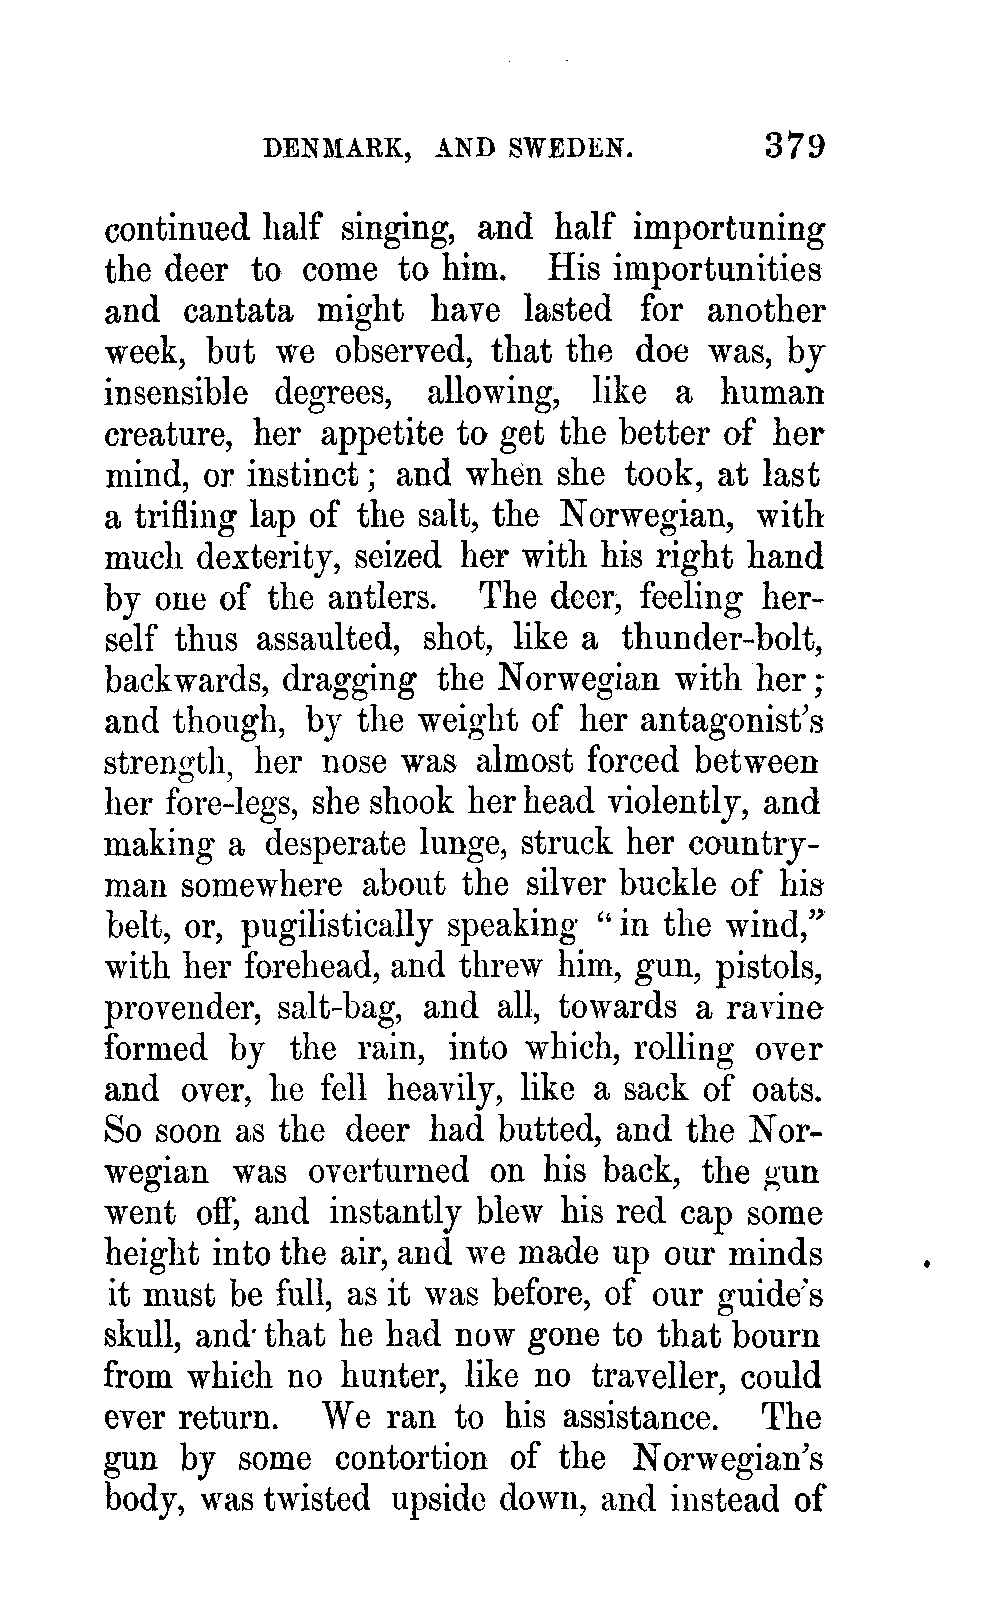 DENMARK, AND SWEDEN. 379
continued half singing, and half importuning
the deer to come to him. His importunities
and cantata might have lasted for another
week, but we observed, that the doe was, by
insensible degrees, allowing, like a human
creature, her appetite to get the better of her
mind, or instinct ; and when she took, at last
a trifling lap of the salt, the Norwegian, with
much dexterity, seized her with his right hand
by one of the antlers. The deer, feeling her-
self thus assaulted, shot, like a thunder-bolt,
backwards, dragging the Norwegian with her ;
and though, by the weight of her antagonist's
strength, her nose was almost forced between
her fore-legs, she shook her head violently, and
making a desperate lunge, struck her country-
man somewhere about the silver buckle of his
belt, or, pugilistically speaking “ in the wind,”
with her forehead, and threw him, gun, pistols,
provender, salt-bag, and all, towards a ravine
formed by the rain, into which, rolling over
and over, he fell heavily, like a sack of oats.
So soon as the deer had butted, and the Nor-
wegian was overturned on his back, the gun
went off, and instantly blew his red cap some
height into the air, and we made up our minds
it must be full, as it was before, of our guide's
skull, and that he had now gone to that bourn
from which no hunter, like no traveller, could
ever return. We ran to his assistance. The
gun by some contortion of the Norwegian's
body, was twisted upside down, and instead of